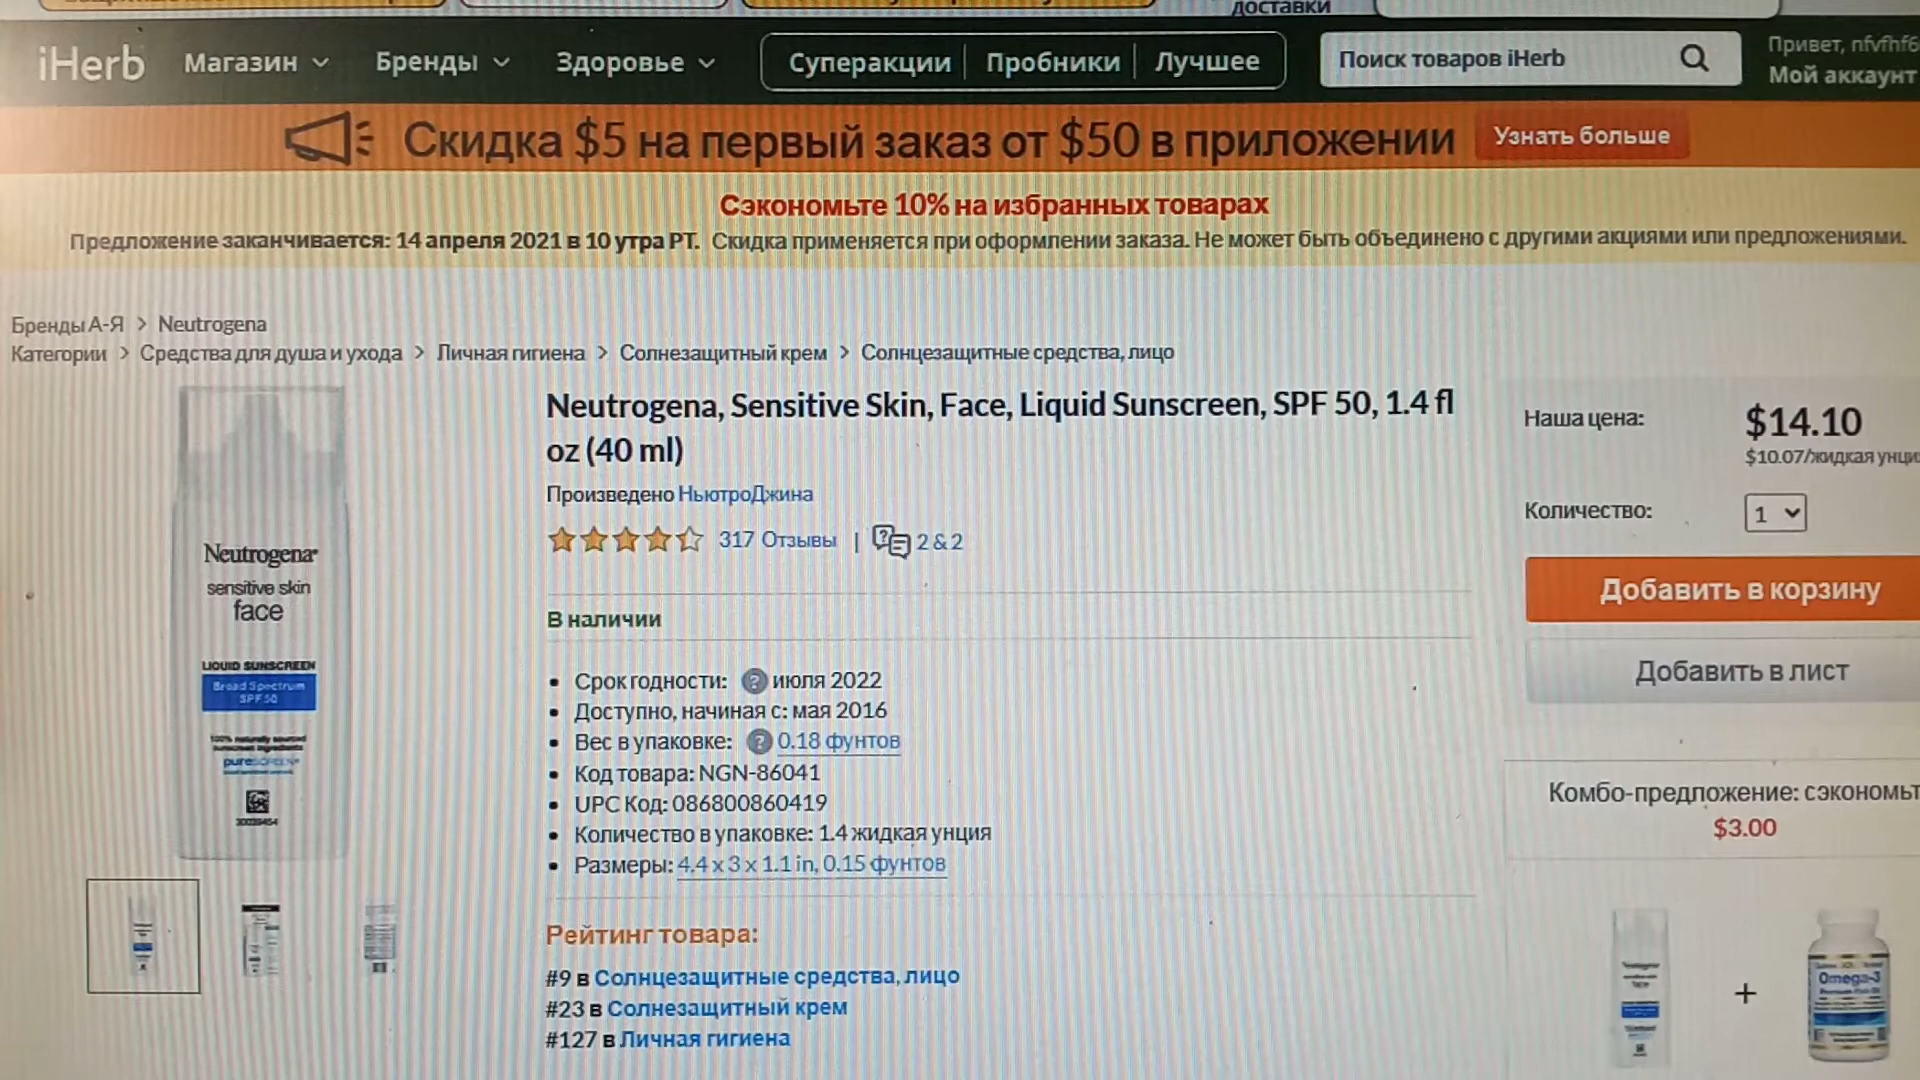 доставки
iHerb
Магазин
Бренды
Здоровье
Суперакции
Пробники
Лучшее
Поиск товаров iHerb
Привет, nfvfhf6
Мой аккаунт
Скидка $5 на первый заказ от $50 в приложении
Узнать больше
Сэкономьте 10% на избранных товарах
Предложение заканчивается: 14 апреля 2021 в 10 утра PT. Скидка применяется при оформлении заказа. Не может быть объединено с другими акциями или предложениями.
Бренды А-Я > Neutrogena
Категории > Средства для душа и ухода > Личная гигиена > Солнезащитный крем > Солнцезащитные средства, лицо
Neutrogena
sensitive skin
face
LIQUID SUNSCREEN
Broad Spectrum
SPF 50
100% naturally sourced
sunscreen ingredients
pureSCREEN
Neutrogena, Sensitive Skin, Face, Liquid Sunscreen, SPF 50, 1.4 fl
oz (40 ml)
Произведено НьютроДжина
317 Отзывы | 2 & 2
В наличии
Срок годности: ? июля 2022
Доступно, начиная с: мая 2016
Вес в упаковке: ? 0.18 фунтов
Код товара: NGN-86041
UPC Код: 086800860419
Количество в упаковке: 1.4 жидкая унция
Размеры: 4.4 x 3 x 1.1 in, 0.15 фунтов
Рейтинг товара:
#9 в Солнцезащитные средства, лицо
#23 в Солнезащитный крем
#127 в Личная гигиена
Наша цена:
$14.10
$10.07/жидкая унци
Количество:
1
Добавить в корзину
Добавить в лист
Комбо-предложение: сэкономьт
$3.00
+
Omega-3